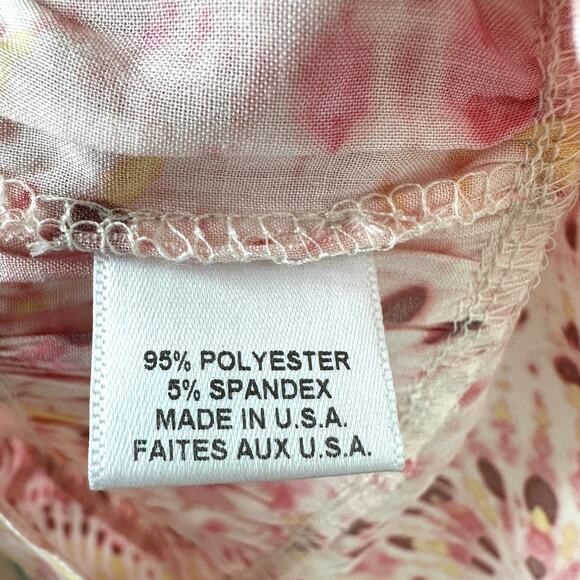 95% POLYESTER
5% SPANDEX
MADE IN U.S.A.
FAITES AUX U.S.A.